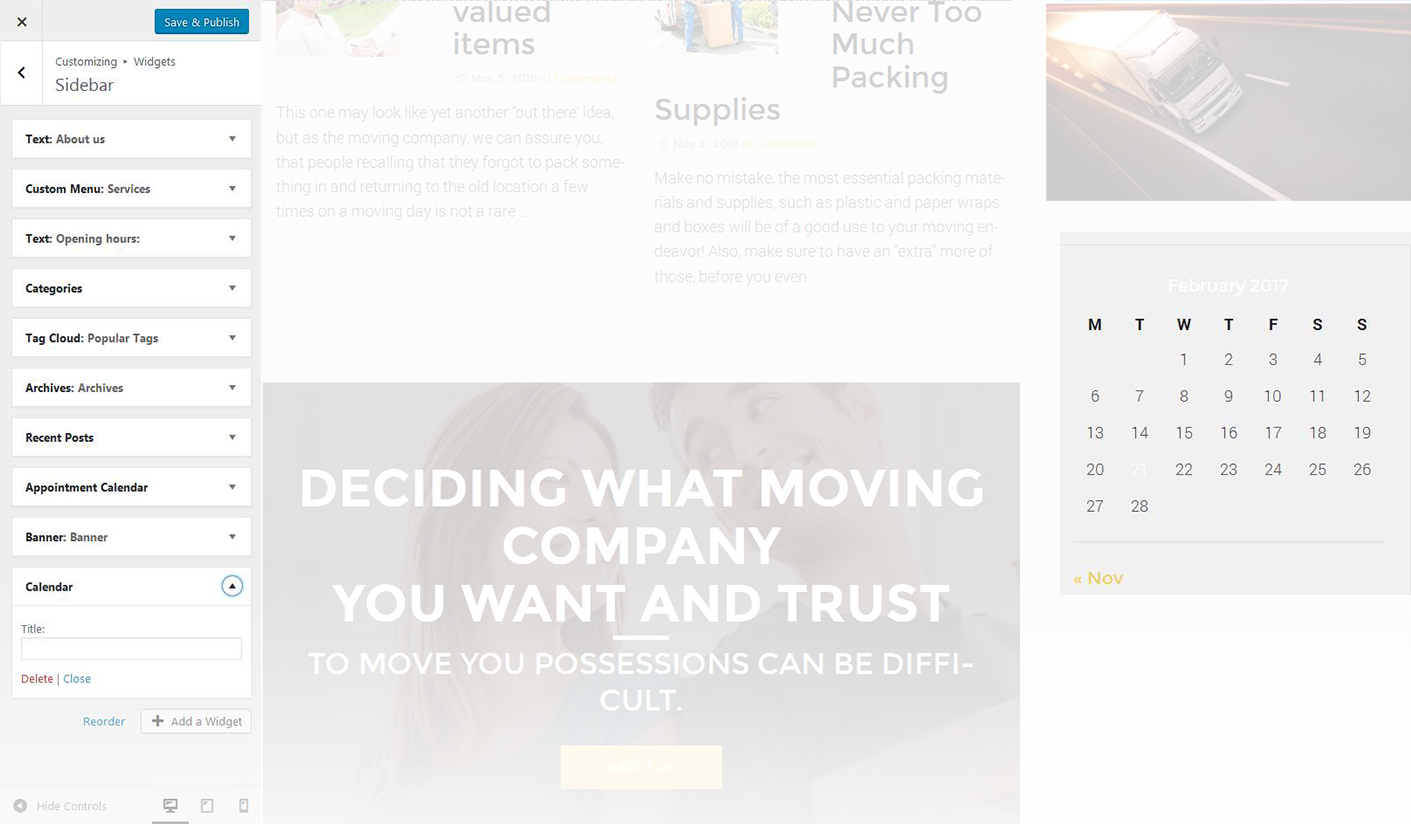 Save & Publish
Customizing ▸ Widgets
Sidebar
Text: About us
Custom Menu: Services
Text: Opening hours:
Categories
Tag Cloud: Popular Tags
Archives: Archives
Recent Posts
Appointment Calendar
Banner: Banner
Calendar
Title:
Delete | Close
Reorder
Add a Widget
Hide Controls
valued
items
Nov 3, 2016 -0 Comments
This one may look like yet another "out there' idea,
but as the moving company, we can assure you,
that people recalling that they forgot to pack some-
thing in and returning to the old location a few
times on a moving day is not a rare ...
Never Too
Much
Packing
Supplies
Nov 3, 2016 -0 Comments
Make no mistake, the most essential packing mate-
rials and supplies, such as plastic and paper wraps
and boxes will be of a good use to your moving en-
deavor! Also, make sure to have an "extra" more of
those, before you even ...
DECIDING WHAT MOVING
COMPANY
YOU WANT AND TRUST
TO MOVE YOU POSSESSIONS CAN BE DIFFI-
CULT.
ABOUT US
February 2017
M T W T F S S
1 2 3 4 5
6 7 8 9 10 11 12
13 14 15 16 17 18 19
20 21 22 23 24 25 26
27 28
« Nov